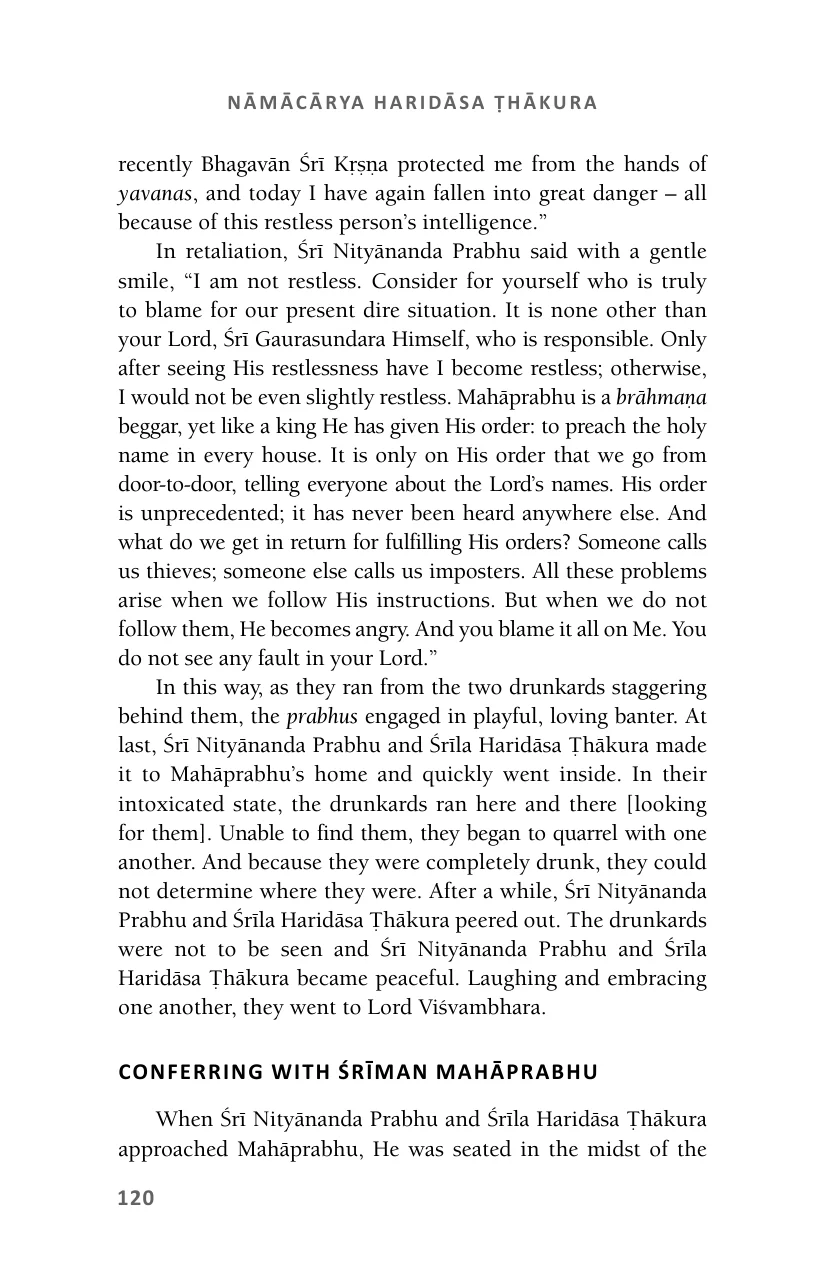 NĀMĀCĀRYA HARIDĀSA ṬHĀKURA
recently Bhagavān Śrī Kṛṣṇa protected me from the hands of
yavanas, and today I have again fallen into great danger – all
because of this restless person’s intelligence.”
In retaliation, Śrī Nityānanda Prabhu said with a gentle
smile, “I am not restless. Consider for yourself who is truly
to blame for our present dire situation. It is none other than
your Lord, Śrī Gaurasundara Himself, who is responsible. Only
after seeing His restlessness have I become restless; otherwise,
I would not be even slightly restless. Mahāprabhu is a brāhmaṇa
beggar, yet like a king He has given His order: to preach the holy
name in every house. It is only on His order that we go from
door-to-door, telling everyone about the Lord’s names. His order
is unprecedented; it has never been heard anywhere else. And
what do we get in return for fulfilling His orders? Someone calls
us thieves; someone else calls us imposters. All these problems
arise when we follow His instructions. But when we do not
follow them, He becomes angry. And you blame it all on Me. You
do not see any fault in your Lord.”
In this way, as they ran from the two drunkards staggering
behind them, the prabhus engaged in playful, loving banter. At
last, Śrī Nityānanda Prabhu and Śrīla Haridāsa Ṭhākura made
it to Mahāprabhu’s home and quickly went inside. In their
intoxicated state, the drunkards ran here and there [looking
for them]. Unable to find them, they began to quarrel with one
another. And because they were completely drunk, they could
not determine where they were. After a while, Śrī Nityānanda
Prabhu and Śrīla Haridāsa Ṭhākura peered out. The drunkards
were not to be seen and Śrī Nityānanda Prabhu and Śrīla
Haridāsa Ṭhākura became peaceful. Laughing and embracing
one another, they went to Lord Viśvambhara.
CONFERRING WITH ŚRĪMAN MAHĀPRABHU
When Śrī Nityānanda Prabhu and Śrīla Haridāsa Ṭhākura
approached Mahāprabhu, He was seated in the midst of the
120